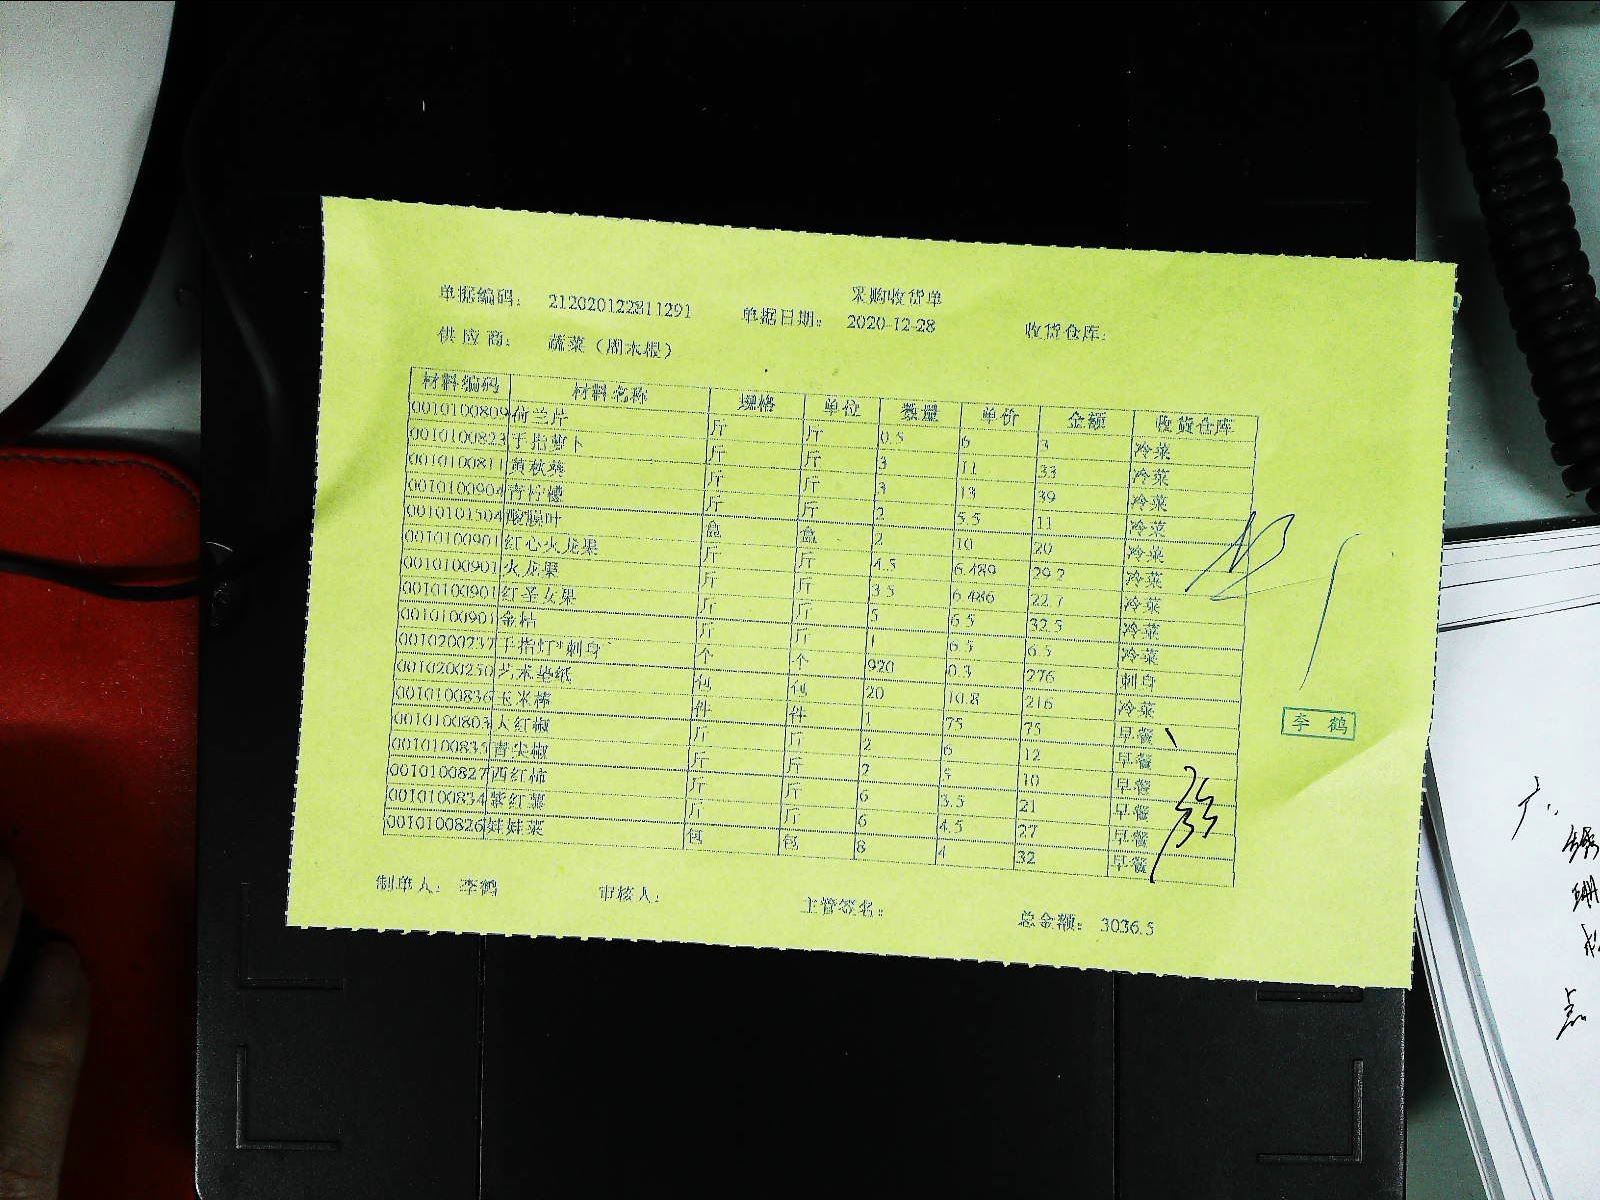 采购收货单
单据编码： 212020122811291 单据日期： 2020-12-28 收货仓库：
供应商： 蔬菜（周木根）
材料编码 材料名称 规格 单位 数量 单价 金额 收货仓库
0010100809 荷兰芹 斤 斤 0.5 6 3 冷菜
0010100823 手指萝卜 斤 斤 3 11 33 冷菜
0010100811 黄秋葵 斤 斤 3 13 39 冷菜
0010100904 青柠檬 斤 斤 2 5.5 11 冷菜
0010101504 酸膜叶 盒 盒 2 10 20 冷菜
0010100901 红心火龙果 斤 斤 4.5 6.489 29.2 冷菜
0010100901 火龙果 斤 斤 3.5 6.486 22.7 冷菜
0010100901 红圣女果 斤 斤 5 6.5 32.5 冷菜
0010100901 金桔 斤 斤 1 6.5 6.5 冷菜
0010200237 手指灯*刺身 个 个 920 0.3 276 刺身
0010200250 艺术垫纸 包 包 20 10.8 216 冷菜
0010100836 玉米棒 件 件 1 75 75 早餐
0010100803 大红椒 斤 斤 2 6 12 早餐
0010100835 青尖椒 斤 斤 2 5 10 早餐
0010100827 西红柿 斤 斤 6 3.5 21 早餐
0010100834 紫红薯 斤 斤 6 4.5 27 早餐
0010100826 娃娃菜 包 包 8 4 32 早餐
李鹤
制单人： 李鹤 审核人： 主管签名： 总金额： 3036.5